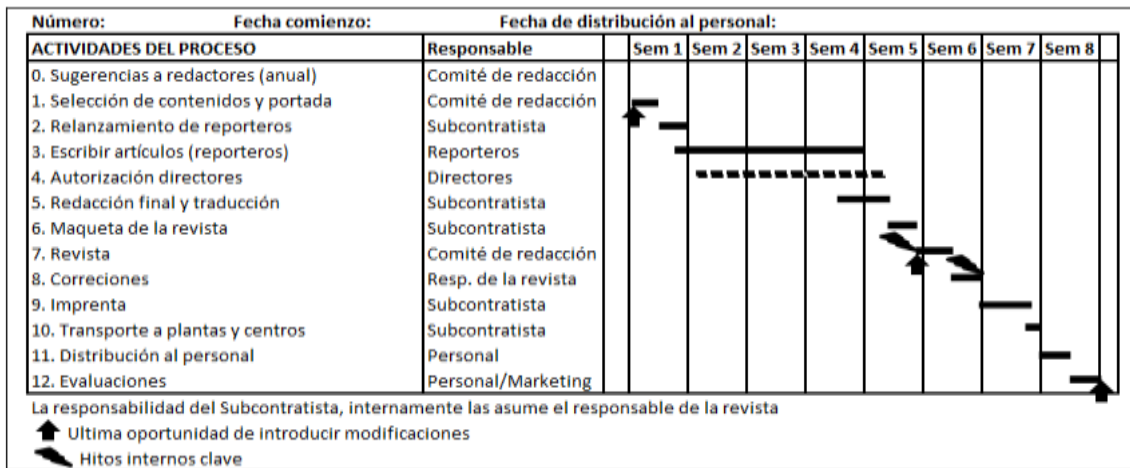 Número: Fecha comienzo: Fecha de distribución al personal:
ACTIVIDADES DEL PROCESO Responsable Sem 1 Sem 2 Sem 3 Sem 4 Sem 5 Sem 6 Sem 7 Sem 8
0. Sugerencias a redactores (anual) Comité de redacción
1. Selección de contenidos y portada Comité de redacción
2. Relanzamiento de reporteros Subcontratista
3. Escribir artículos (reporteros) Reporteros
4. Autorización directores Directores
5. Redacción final y traducción Subcontratista
6. Maqueta de la revista Subcontratista
7. Revista Comité de redacción
8. Correciones Resp. de la revista
9. Imprenta Subcontratista
10. Transporte a plantas y centros Subcontratista
11. Distribución al personal Personal
12. Evaluaciones Personal/Marketing
La responsabilidad del Subcontratista, internamente las asume el responsable de la revista
Ultima oportunidad de introducir modificaciones
Hitos internos clave